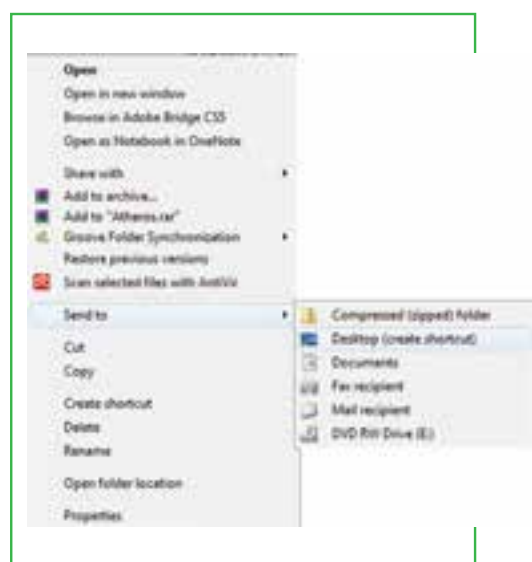 Open
Open in new window
Browse in Adobe Bridge CS5
Open as Notebook in OneNote
Share with
Add to archive...
Add to "Atheros.rar"
Groove Folder Synchronization
Restore previous versions
Scan selected files with AntiVir
Send to
Cut
Copy
Create shortcut
Delete
Rename
Open folder location
Properties
Compressed (zipped) folder
Desktop (create shortcut)
Documents
Fax recipient
Mail recipient
DVD RW Drive (E:)